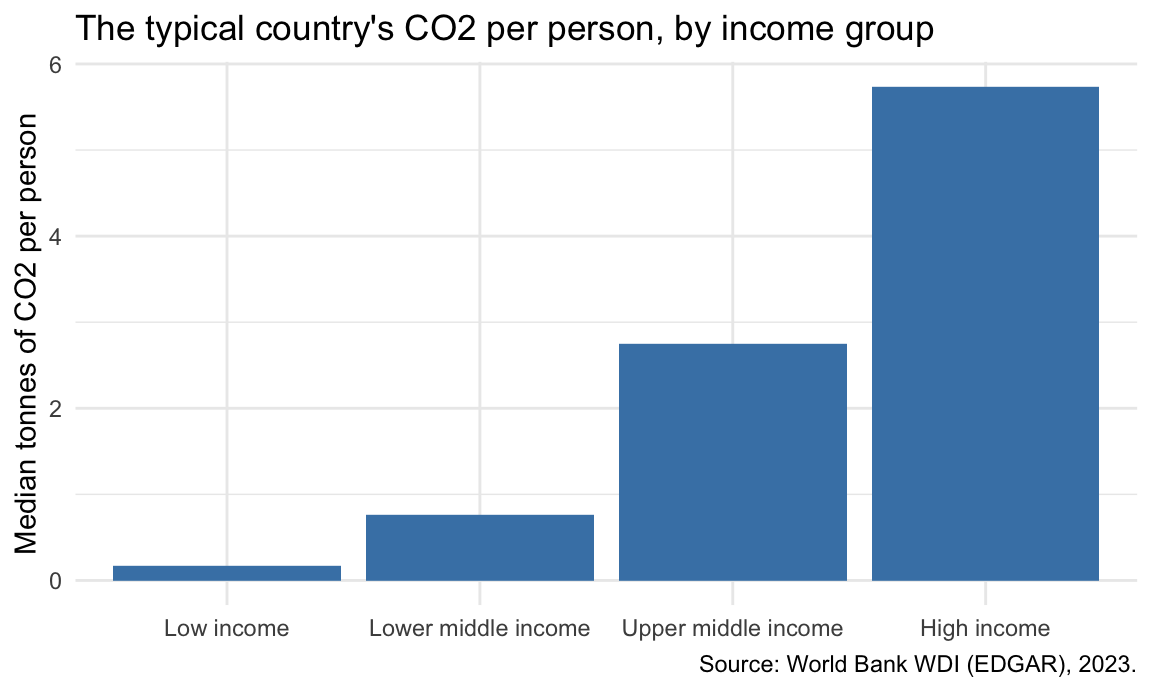 The typical country's CO2 per person, by income group
Median tonnes of CO2 per person
6
4
2
0
Low income
Lower middle income
Upper middle income
High income
Source: World Bank WDI (EDGAR), 2023.